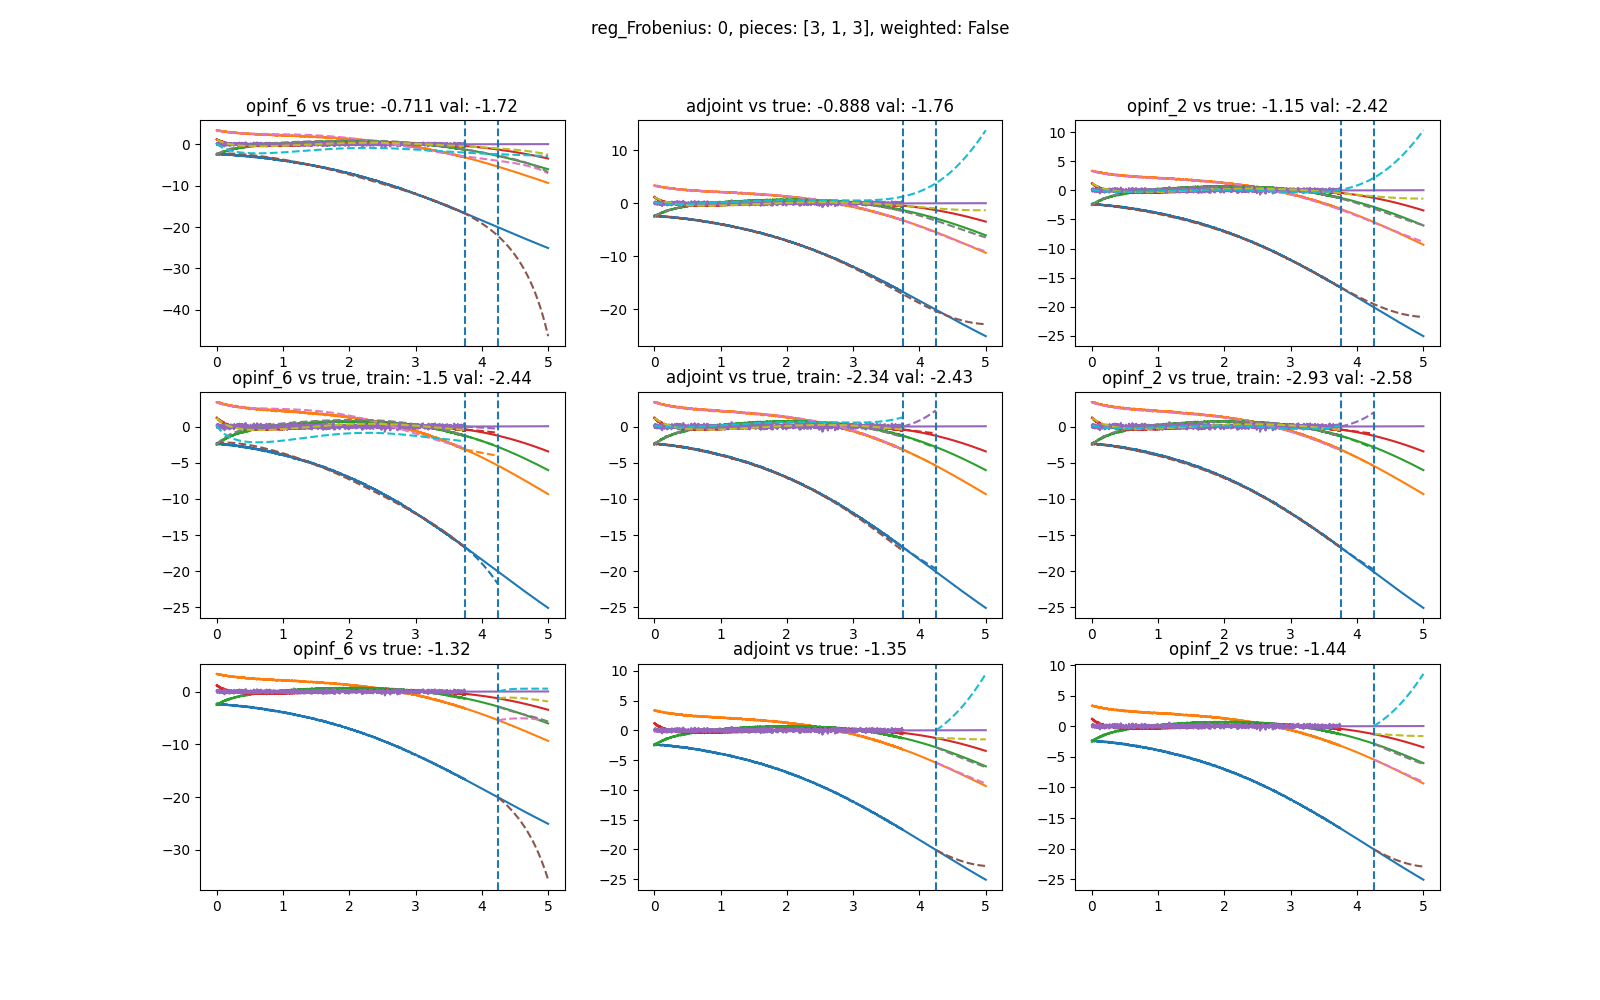 reg_Frobenius: 0, pieces: [3, 1, 3], weighted: False
opinf_6 vs true: -0.711 val: -1.72
adjoint vs true: -0.888 val: -1.76
opinf_2 vs true: -1.15 val: -2.42
0
−10
−20
−30
−40
0 1 2 3 4 5
10
0
−10
−20
0 1 2 3 4 5
10
5
0
−5
−10
−15
−20
−25
0 1 2 3 4 5
opinf_6 vs true, train: -1.5 val: -2.44
adjoint vs true, train: -2.34 val: -2.43
opinf_2 vs true, train: -2.93 val: -2.58
0
−5
−10
−15
−20
−25
0 1 2 3 4 5
0
−5
−10
−15
−20
−25
0 1 2 3 4 5
0
−5
−10
−15
−20
−25
0 1 2 3 4 5
opinf_6 vs true: -1.32
adjoint vs true: -1.35
opinf_2 vs true: -1.44
0
−10
−20
−30
0 1 2 3 4 5
10
5
0
−5
−10
−15
−20
−25
0 1 2 3 4 5
10
5
0
−5
−10
−15
−20
−25
0 1 2 3 4 5